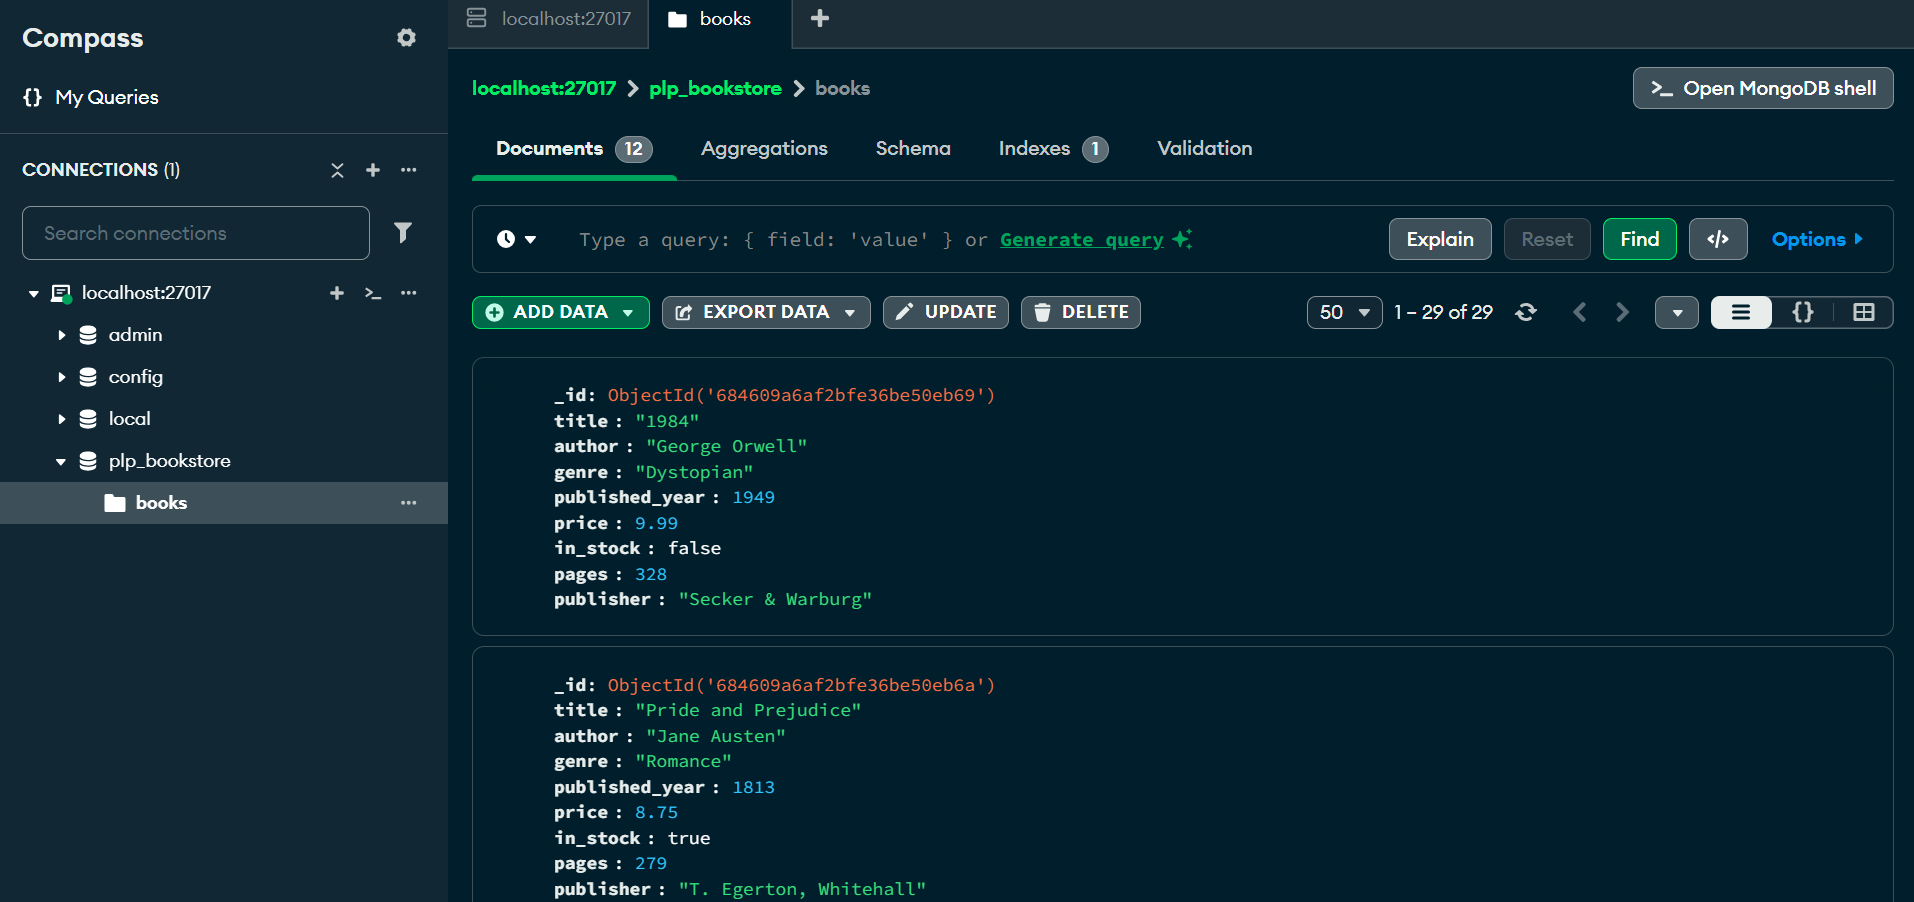 Compass
My Queries
CONNECTIONS (1)
Search connections
localhost:27017
admin
config
local
plp_bookstore
books
localhost:27017
books
localhost:27017 > plp_bookstore > books
>_ Open MongoDB shell
Documents 12 Aggregations Schema Indexes 1 Validation
Type a query: { field: 'value' } or Generate query
Explain Reset Find </> Options
ADD DATA EXPORT DATA UPDATE DELETE 50 1 – 29 of 29 {}
_id: ObjectId('684609a6af2bfe36be50eb69')
title : "1984"
author : "George Orwell"
genre : "Dystopian"
published_year : 1949
price : 9.99
in_stock : false
pages : 328
publisher : "Secker & Warburg"
_id: ObjectId('684609a6af2bfe36be50eb6a')
title : "Pride and Prejudice"
author : "Jane Austen"
genre : "Romance"
published_year : 1813
price : 8.75
in_stock : true
pages : 279
publisher : "T. Egerton, Whitehall"